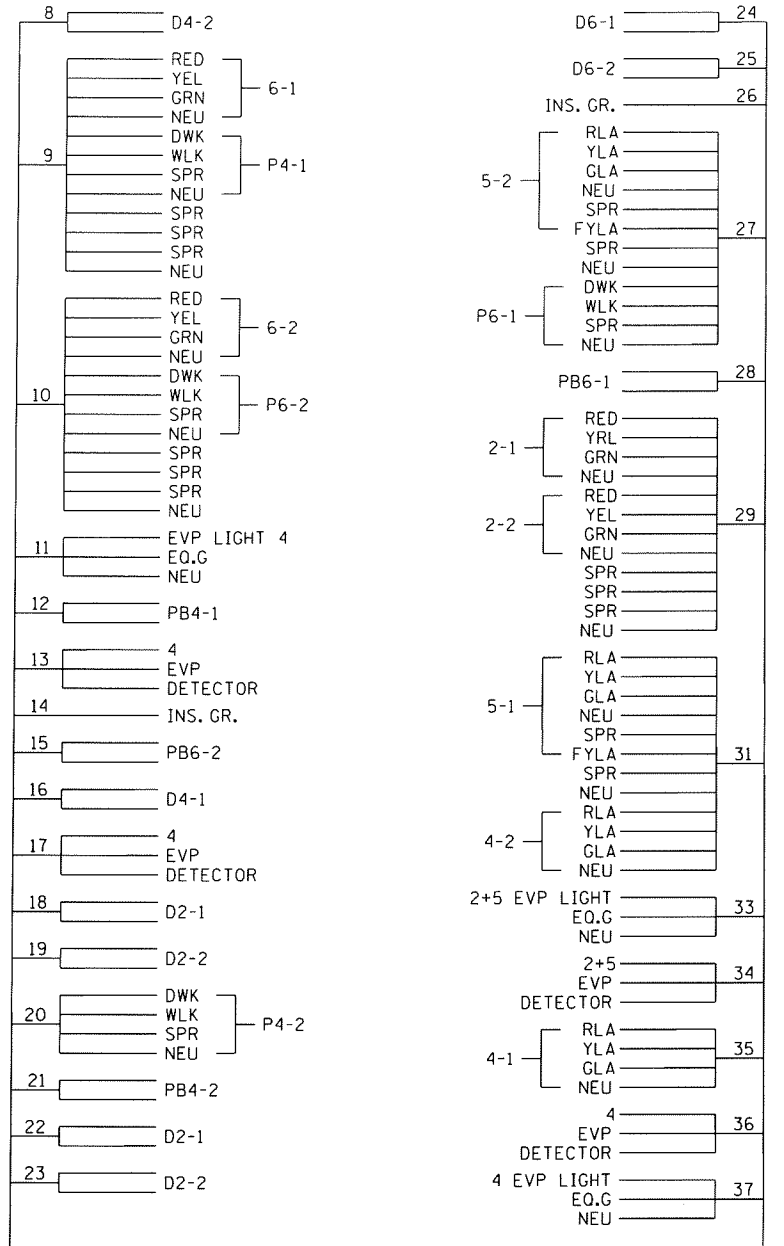 8 D4-2
RED
YEL
GRN
NEU
6-1
DWK
WLK
SPR
NEU
P4-1
SPR
SPR
SPR
NEU
9
RED
YEL
GRN
NEU
6-2
DWK
WLK
SPR
NEU
P6-2
SPR
SPR
SPR
NEU
10
11
EVP LIGHT 4
EQ.G
NEU
12 PB4-1
13
4
EVP
DETECTOR
14 INS. GR.
15 PB6-2
16 D4-1
17
4
EVP
DETECTOR
18 D2-1
19 D2-2
20
DWK
WLK
SPR
NEU
P4-2
21 PB4-2
22 D2-1
23 D2-2
D6-1 24
D6-2 25
INS. GR. 26
5-2
RLA
YLA
GLA
NEU
SPR
FYLA
SPR
NEU
27
P6-1
DWK
WLK
SPR
NEU
PB6-1 28
2-1
RED
YRL
GRN
NEU
2-2
RED
YEL
GRN
NEU
29
SPR
SPR
SPR
NEU
5-1
RLA
YLA
GLA
NEU
SPR
FYLA
SPR
NEU
31
4-2
RLA
YLA
GLA
NEU
2+5 EVP LIGHT
EQ.G
NEU
33
2+5
EVP
DETECTOR
34
4-1
RLA
YLA
GLA
NEU
35
4
EVP
DETECTOR
36
4 EVP LIGHT
EQ.G
NEU
37